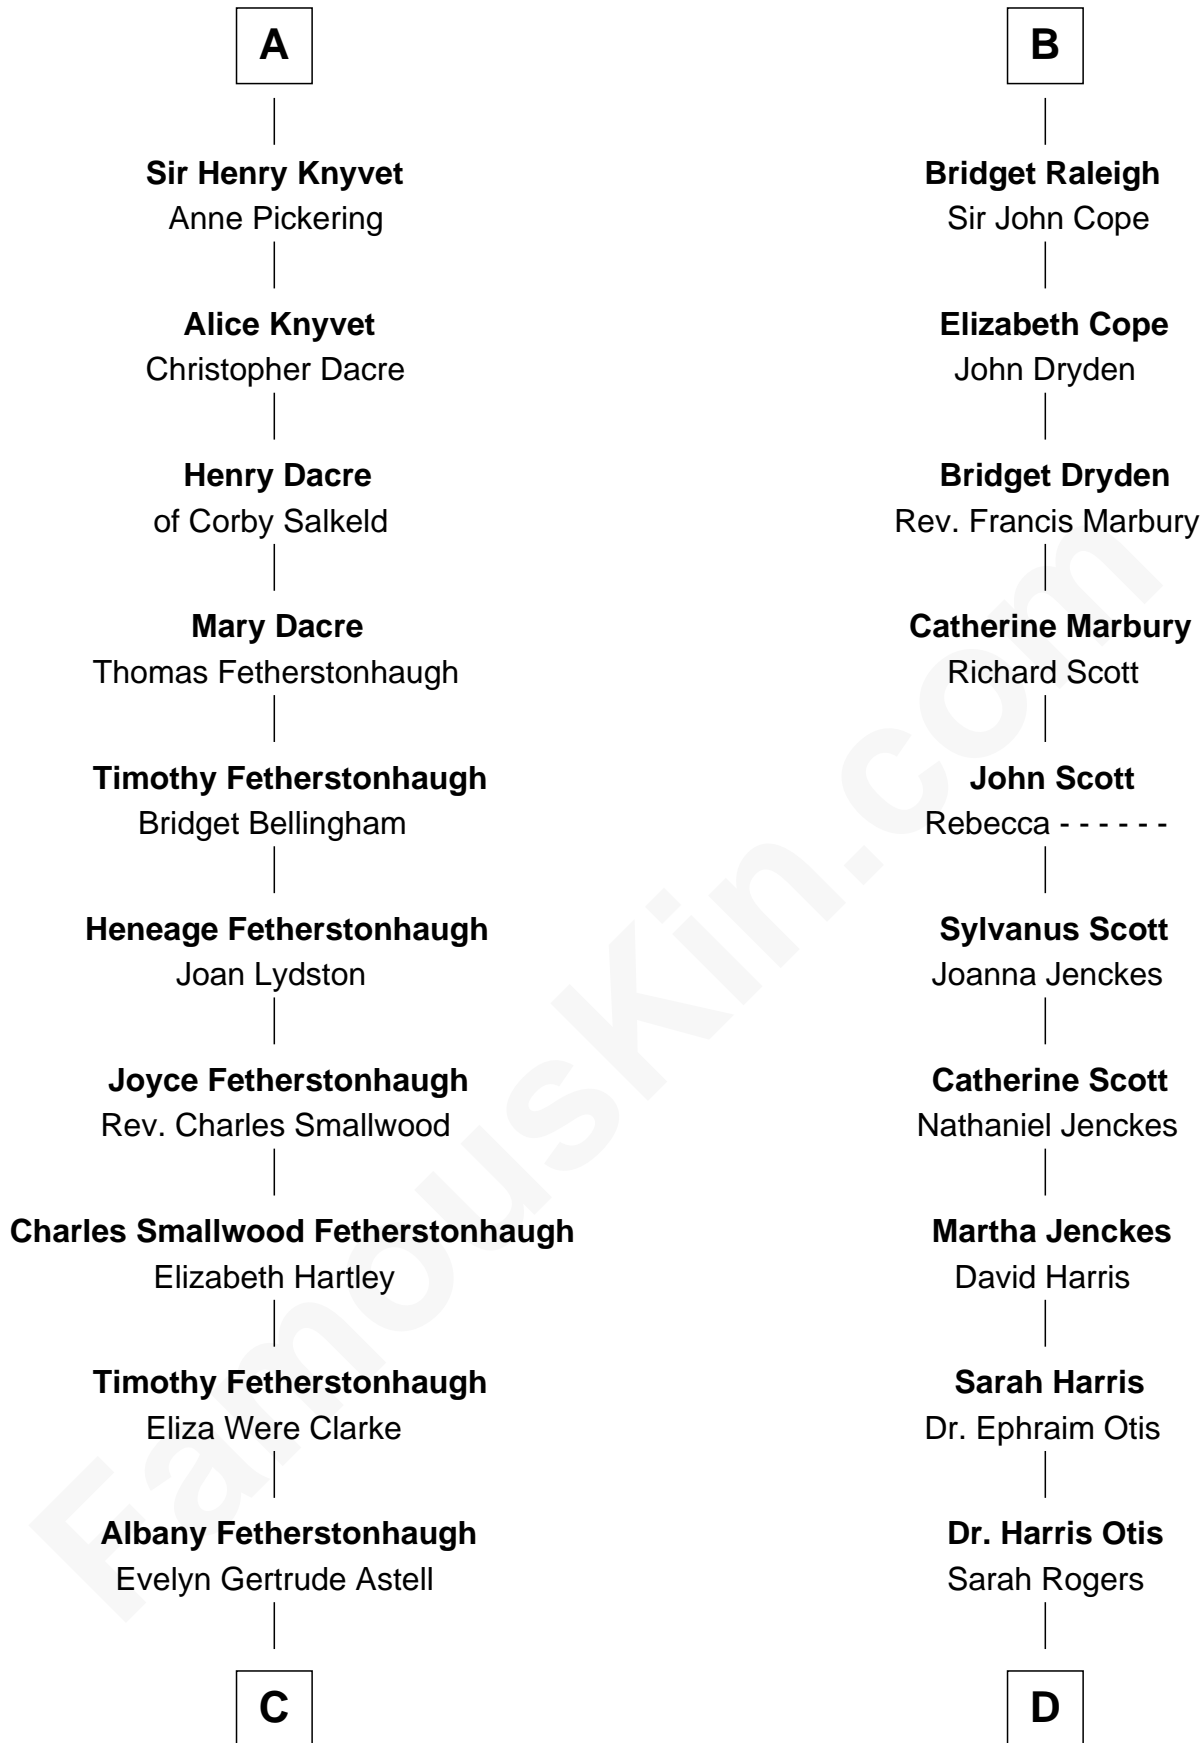 A
Sir Henry Knyvet
Anne Pickering
Alice Knyvet
Christopher Dacre
Henry Dacre
of Corby Salkeld
Mary Dacre
Thomas Fetherstonhaugh
Timothy Fetherstonhaugh
Bridget Bellingham
Heneage Fetherstonhaugh
Joan Lydston
Joyce Fetherstonhaugh
Rev. Charles Smallwood
Charles Smallwood Fetherstonhaugh
Elizabeth Hartley
Timothy Fetherstonhaugh
Eliza Were Clarke
Albany Fetherstonhaugh
Evelyn Gertrude Astell
C
B
Bridget Raleigh
Sir John Cope
Elizabeth Cope
John Dryden
Bridget Dryden
Rev. Francis Marbury
Catherine Marbury
Richard Scott
John Scott
Rebecca - - - - - -
Sylvanus Scott
Joanna Jenckes
Catherine Scott
Nathaniel Jenckes
Martha Jenckes
David Harris
Sarah Harris
Dr. Ephraim Otis
Dr. Harris Otis
Sarah Rogers
D
FamousKin.com